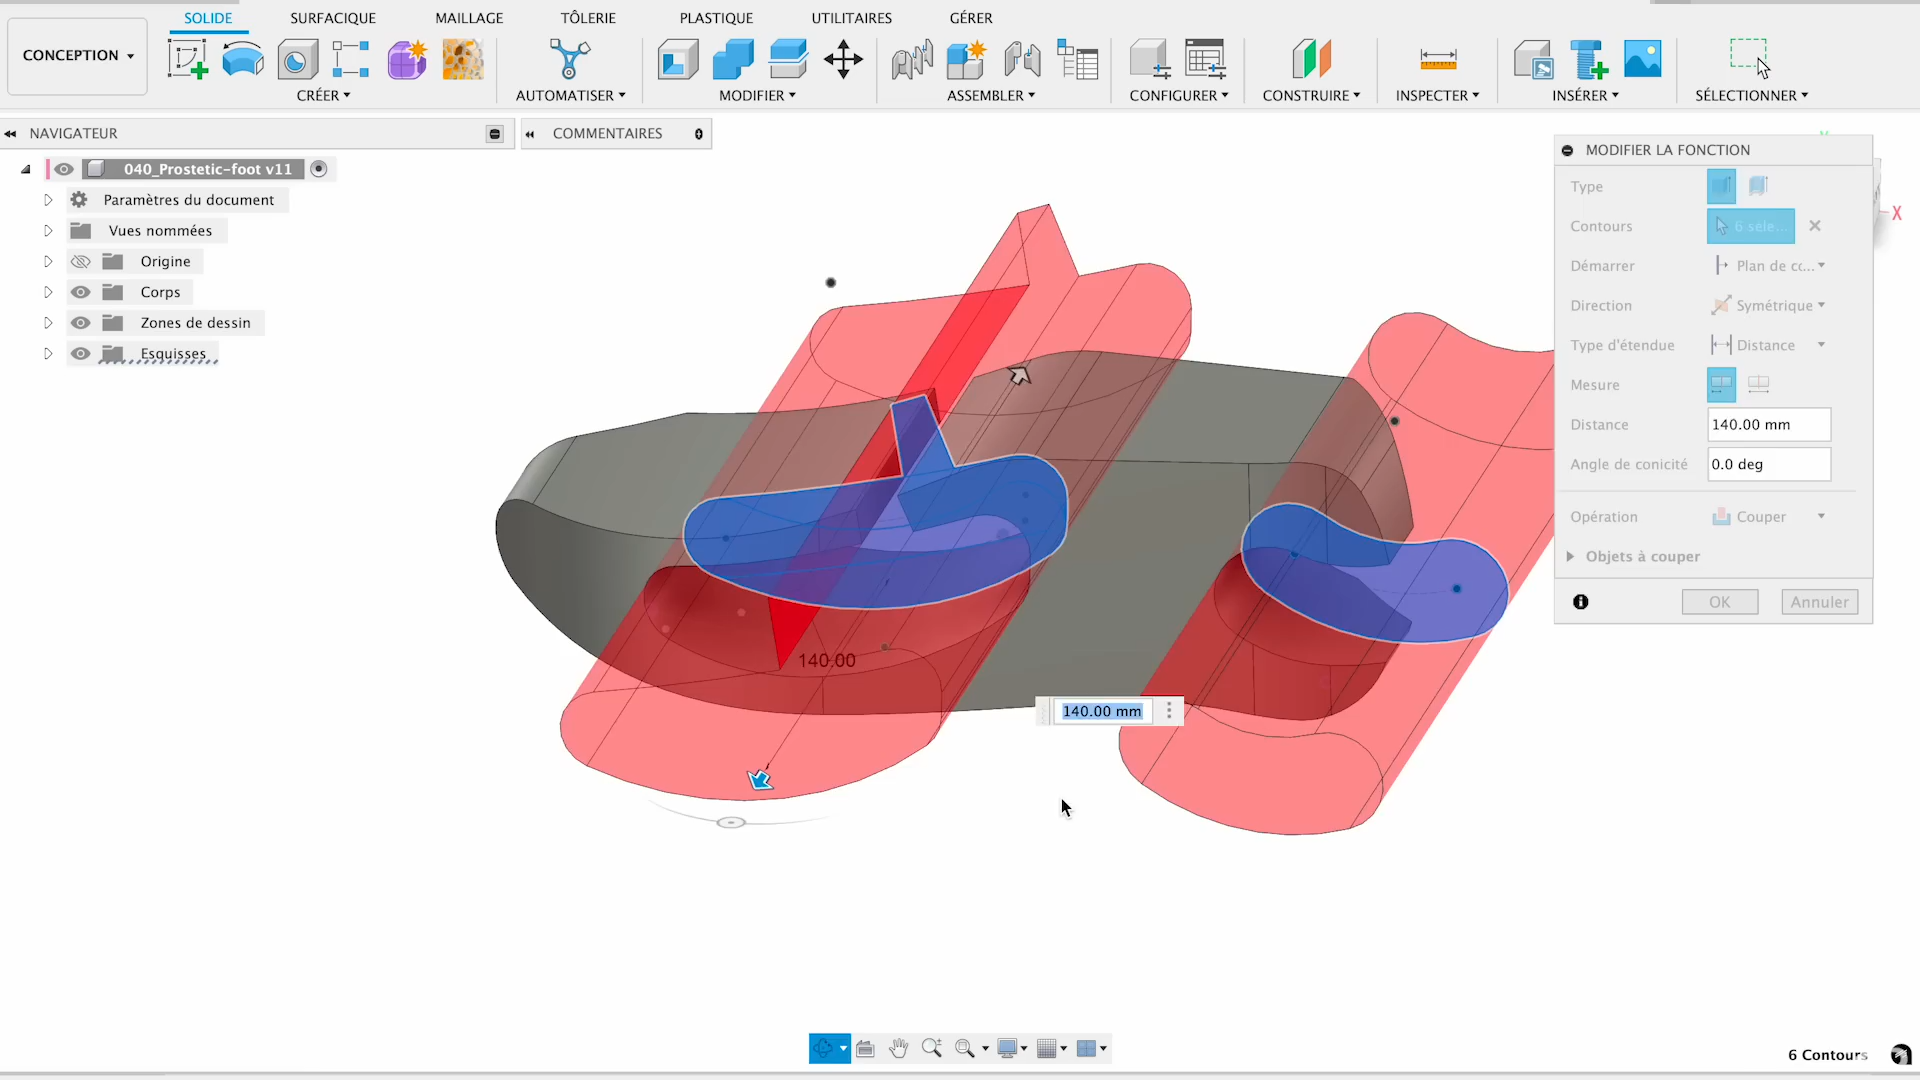 SOLIDE SURFACIQUE MAILLAGE TÔLERIE PLASTIQUE UTILITAIRES GÉRER
CONCEPTION
CRÉER AUTOMATISER MODIFIER ASSEMBLER CONFIGURER CONSTRUIRE INSPECTER INSÉRER SÉLECTIONNER
NAVIGATEUR
COMMENTAIRES
040_Prostetic-foot v11
Paramètres du document
Vues nommées
Origine
Corps
Zones de dessin
Esquisses
X
MODIFIER LA FONCTION
Type
Contours 6 séle...
Démarrer Plan de cc...
Direction Symétrique
Type d'étendue Distance
Mesure
Distance 140.00 mm
Angle de conicité 0.0 deg
Opération Couper
Objets à couper
OK Annuler
140.00
140.00 mm
6 Contours